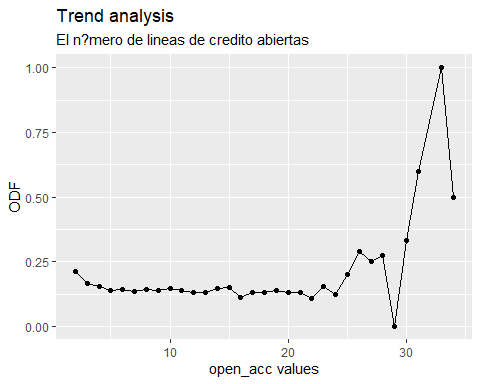 Trend analysis
El n?mero de lineas de credito abiertas
1.00
0.75
0.50
0.25
0.00
ODF
10 20 30
open_acc values